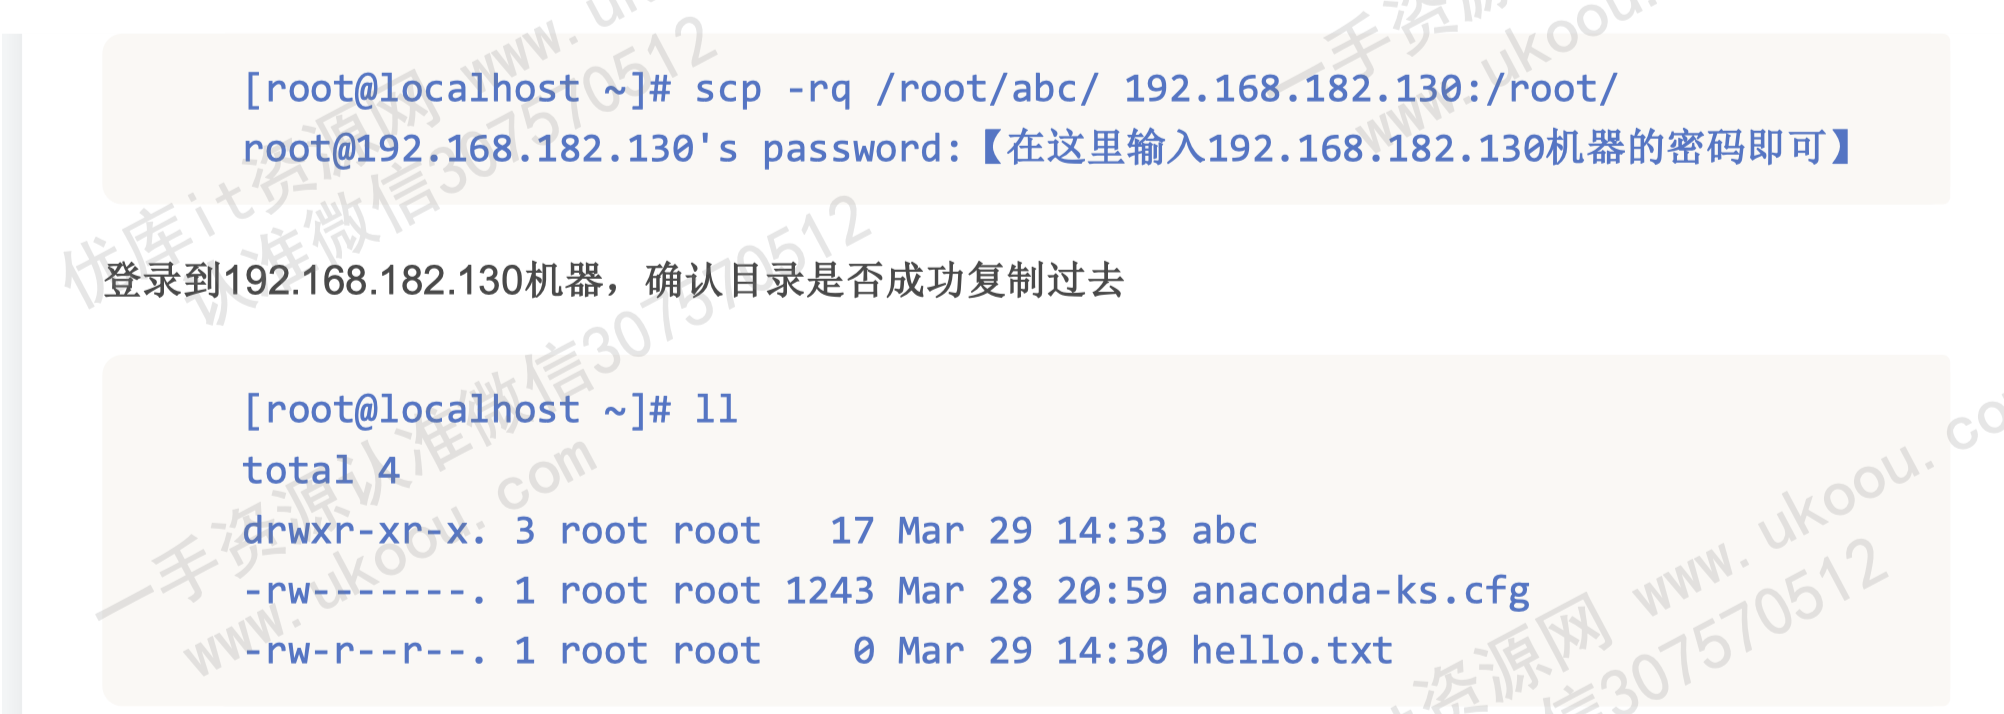 [root@localhost ~]# scp -rq /root/abc/ 192.168.182.130:/root/
root@192.168.182.130's password:【在这里输入192.168.182.130机器的密码即可】
登录到192.168.182.130机器，确认目录是否成功复制过去
[root@localhost ~]# ll
total 4
drwxr-xr-x. 3 root root   17 Mar 29 14:33 abc
-rw-------. 1 root root 1243 Mar 28 20:59 anaconda-ks.cfg
-rw-r--r--. 1 root root    0 Mar 29 14:30 hello.txt
优库it资源网 www.uk
认准微信307570512
一手资源
www.ukoou.
一手资源认准微信307570512
www.ukoou.com
资源网 www.ukoou.co
信307570512